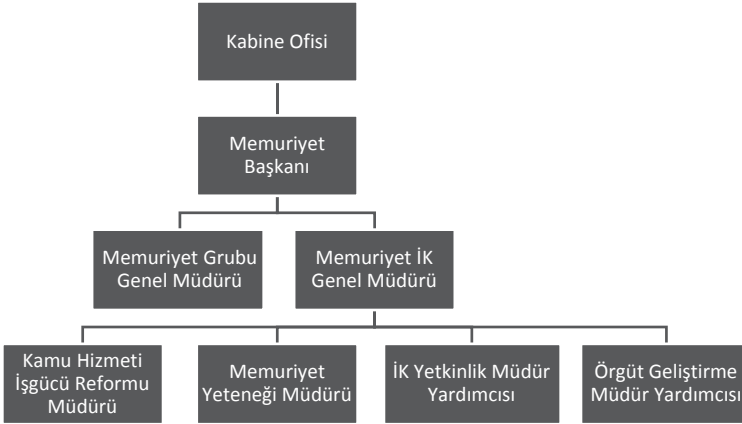 Kabine Ofisi
Memuriyet
Başkanı
Memuriyet Grubu
Genel Müdürü
Memuriyet İK
Genel Müdürü
Kamu Hizmeti
İşgücü Reformu
Müdürü
Memuriyet
Yeteneği Müdürü
İK Yetkinlik Müdür
Yardımcısı
Örgüt Geliştirme
Müdür Yardımcısı